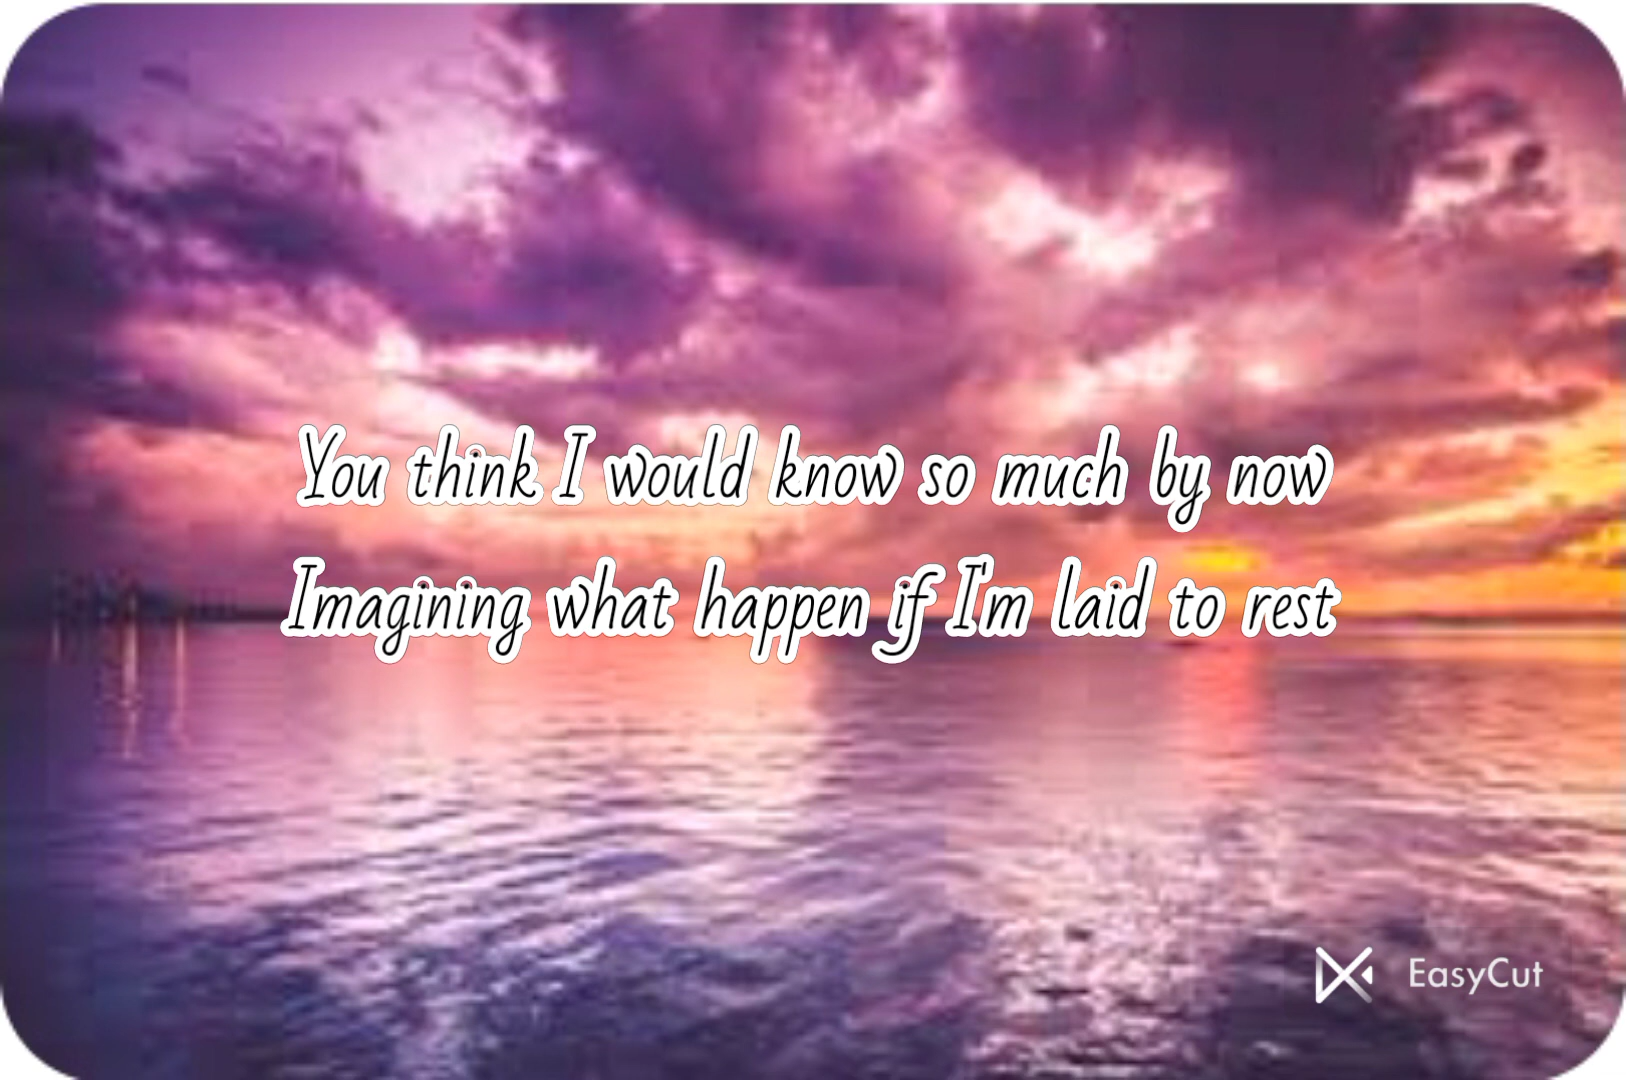 You think I would know so much by now
Imagining what happen if I'm laid to rest
EasyCut